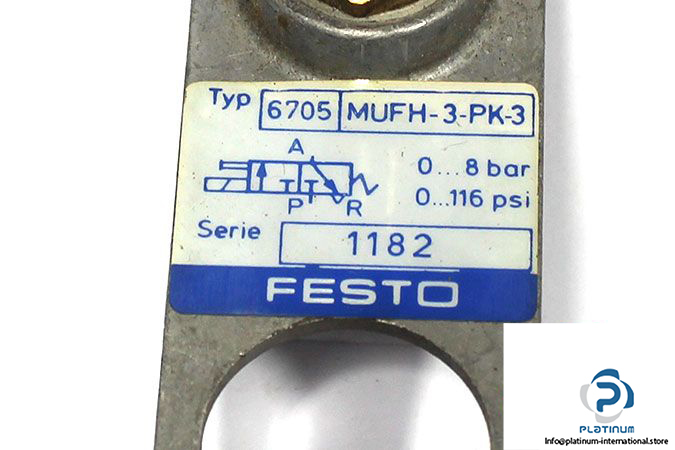 Typ 6705 MUFH-3-PK-3
A
0...8 bar
P R 0...116 psi
Serie 1182
FESTO
PLATINUM
Info@platinum-international.store